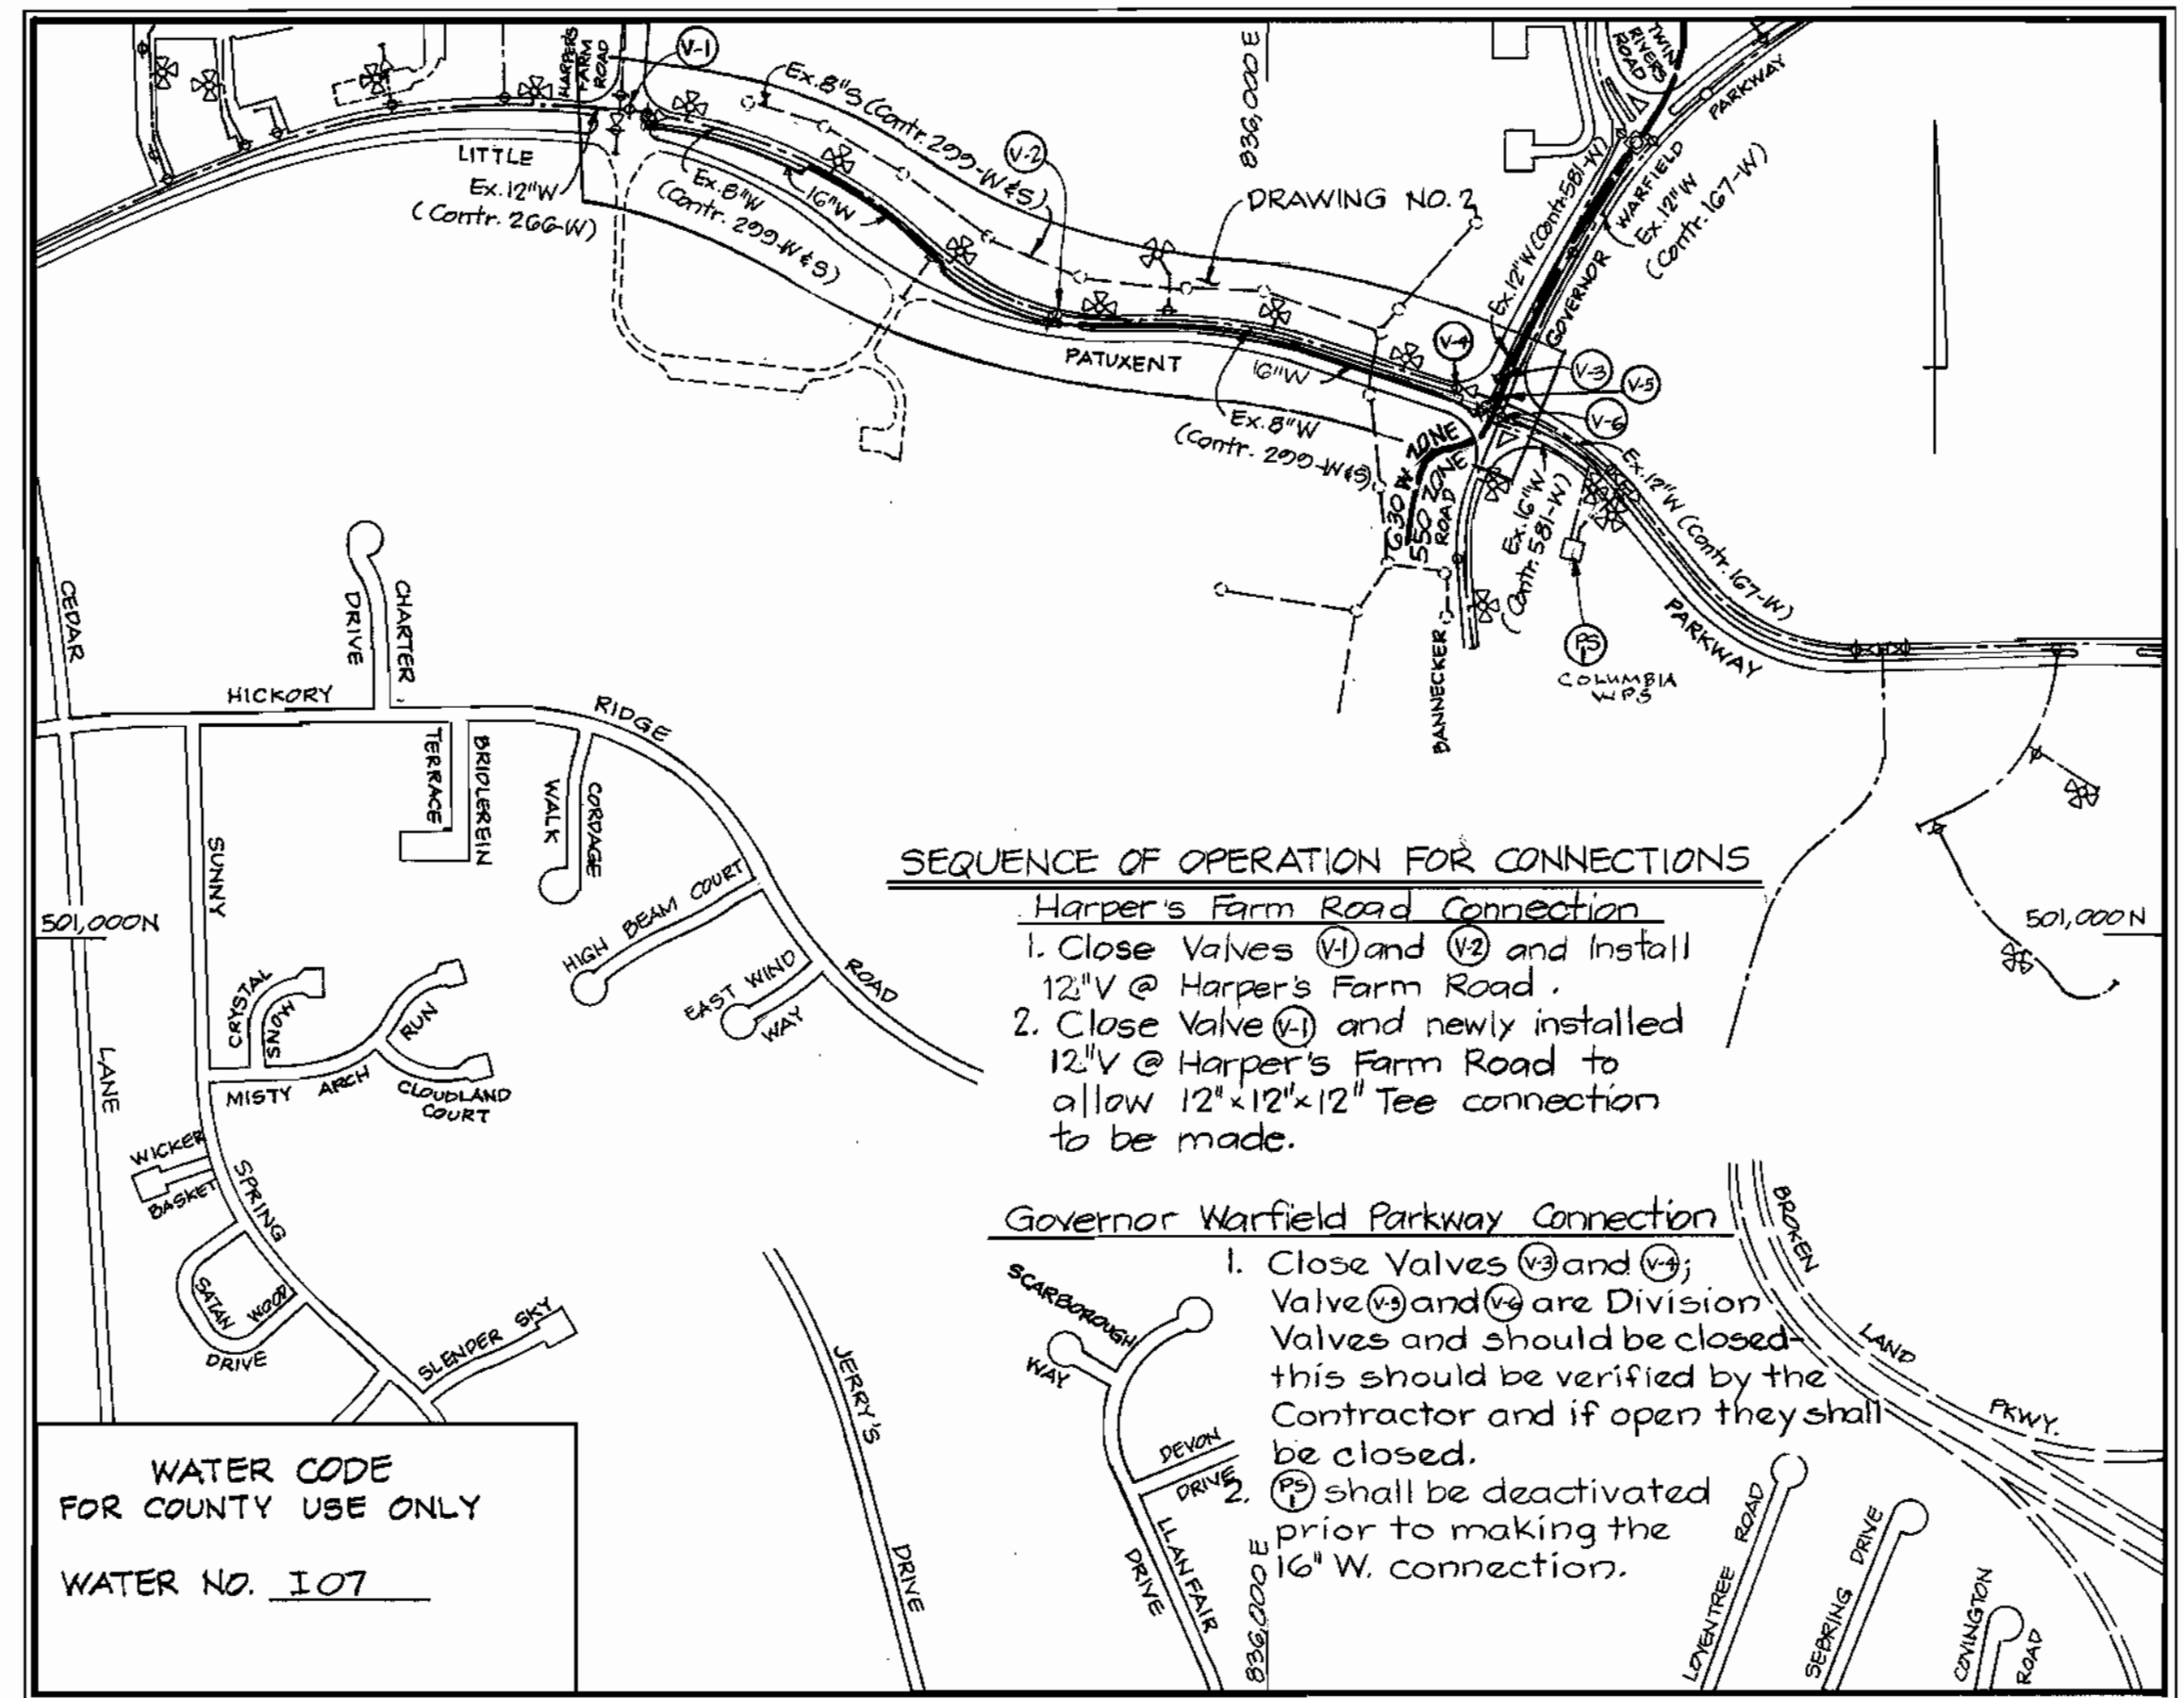 HARPER'S
FARM
ROAD
V-1
Ex.8"S (Contr. 299-W&S)
V-2
836,000 E
TWIN
RIVERS
ROAD
PARKWAY
LITTLE
Ex.12"W
(Contr. 266-W)
Ex.8"W
(Contr. 299-W&S)
16"W
DRAWING NO. 2
Ex.12"W (Contr.581-W)
GOVERNOR
WARFIELD
Ex.12"W
(Contr.167-W)
PATUXENT
16"W
Ex.8"W
(Contr. 299-W&S)
V-4
V-3
V-5
V-6
630 W ZONE
550 ZONE
ROAD
BANNECKER
Ex.16"W
(Contr. 581-W)
Ex.12"W (Contr.167-W)
PARKWAY
PS
1
COLUMBIA
W.P.S
CEDAR
LANE
HICKORY
RIDGE
ROAD
CHARTER
DRIVE
TERRACE
BRIDLEREIN
WALK
CORDAGE
SUNNY
SPRING
HIGH BEAM COURT
EAST WIND
WAY
501,000N
501,000N
CRYSTAL
SNOW
MISTY ARCH
RUN
CLOUDLAND
COURT
WICKER
BASKET
SATAN
WOOD
DRIVE
SLENDER SKY
SEQUENCE OF OPERATION FOR CONNECTIONS
Harper's Farm Road Connection
1. Close Valves V-1 and V-2 and Install
12"V @ Harper's Farm Road.
2. Close Valve V-1 and newly installed
12"V @ Harper's Farm Road to
allow 12"x12"x12" Tee connection
to be made.
Governor Warfield Parkway Connection
1. Close Valves V-3 and V-4;
Valve V-5 and V-6 are Division
Valves and should be closed-
this should be verified by the
Contractor and if open they shall
be closed.
2. PS 1 shall be deactivated
prior to making the
16" W. connection.
SCARBOROUGH
WAY
DEVON
DRIVE
LLANFAIR
DRIVE
JERRY'S
DRIVE
836,000 E
BROKEN
LAND
PKWY.
LOVENTREE ROAD
SEBRING DRIVE
COVINGTON
ROAD
WATER CODE
FOR COUNTY USE ONLY
WATER NO. I07